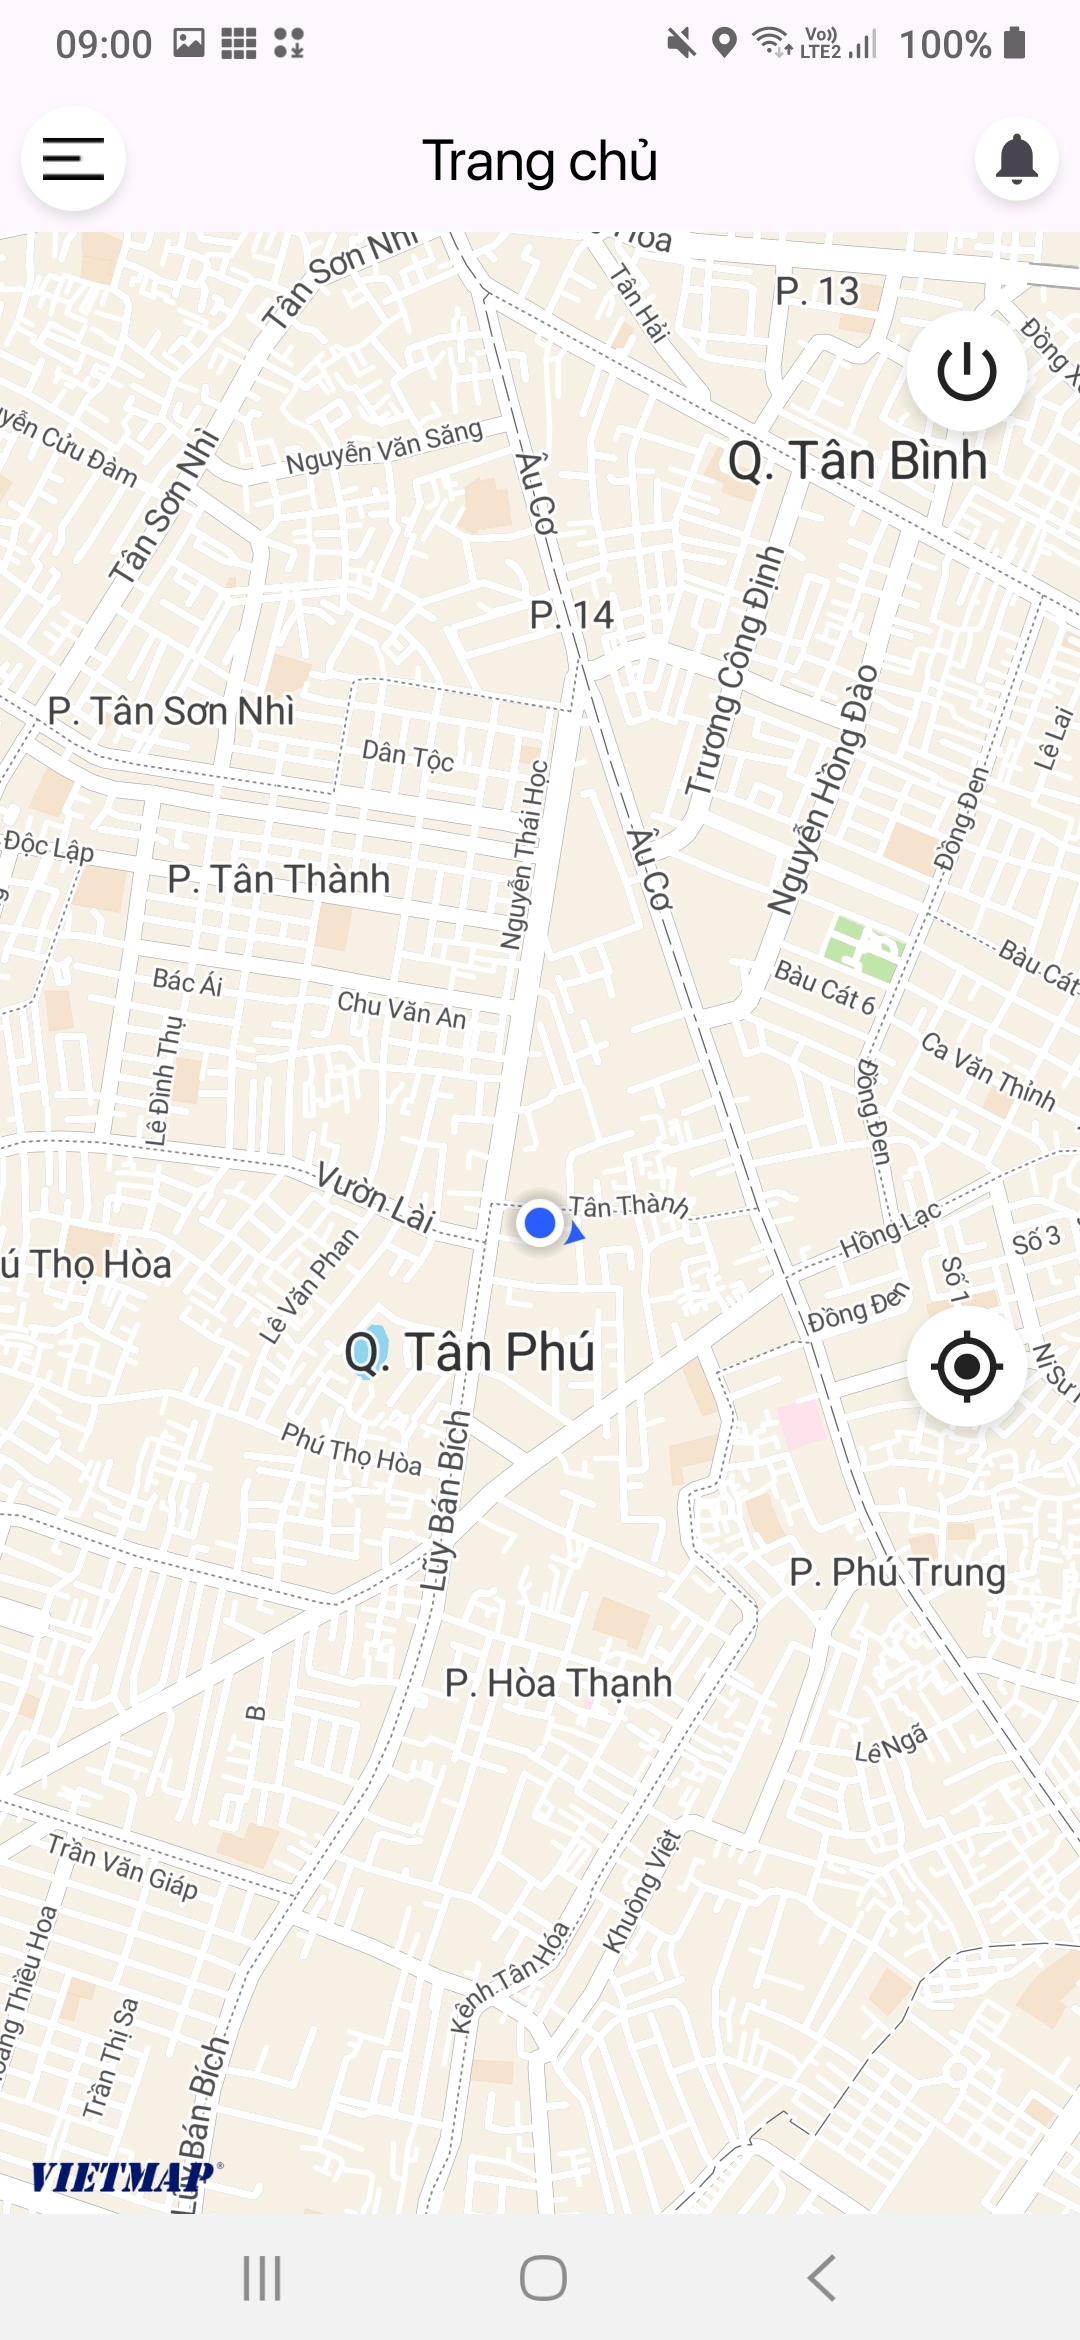 09:00
Vo))
LTE2
100%
Trang chủ
Tân Sơn Nhì
Tân Hải
P. 13
Nguyễn Văn Săng
Âu Cơ
Q. Tân Bình
Tân Sơn Nhì
P. 14
Trương Công Định
P. Tân Sơn Nhì
Dân Tộc
Nguyễn Hồng Đào
Lê Lai
Nguyễn Thái Học
Đồng Đen
Độc Lập
P. Tân Thành
Âu Cơ
Bác Ái
Chu Văn An
Bàu Cát 6
Bàu Cát
Ca Văn Thỉnh
Lê Đình Thụ
Đồng Đen
Vườn Lài
Tân Thành
Hồng Lạc
Số 3
Lê Văn Phan
Số 1
Đồng Đen
Q. Tân Phú
Phú Thọ Hòa
Lũy Bán Bích
P. Phú Trung
P. Hòa Thạnh
B
Lê Ngã
Trần Văn Giáp
Khuông Việt
Kênh Tân Hóa
Trần Thị Sa
Lũy Bán Bích
VIETMAP®